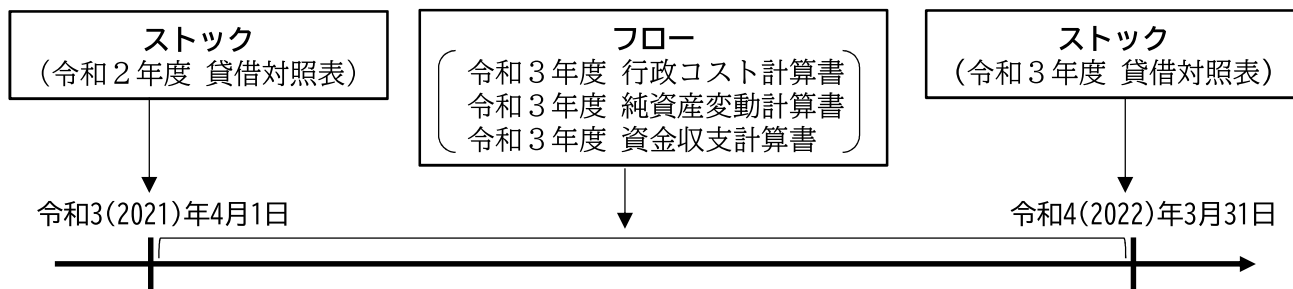 ストック
(令和２年度 貸借対照表)
フロー
令和３年度 行政コスト計算書
令和３年度 純資産変動計算書
令和３年度 資金収支計算書
ストック
(令和３年度 貸借対照表)
令和3(2021)年4月1日
令和4(2022)年3月31日